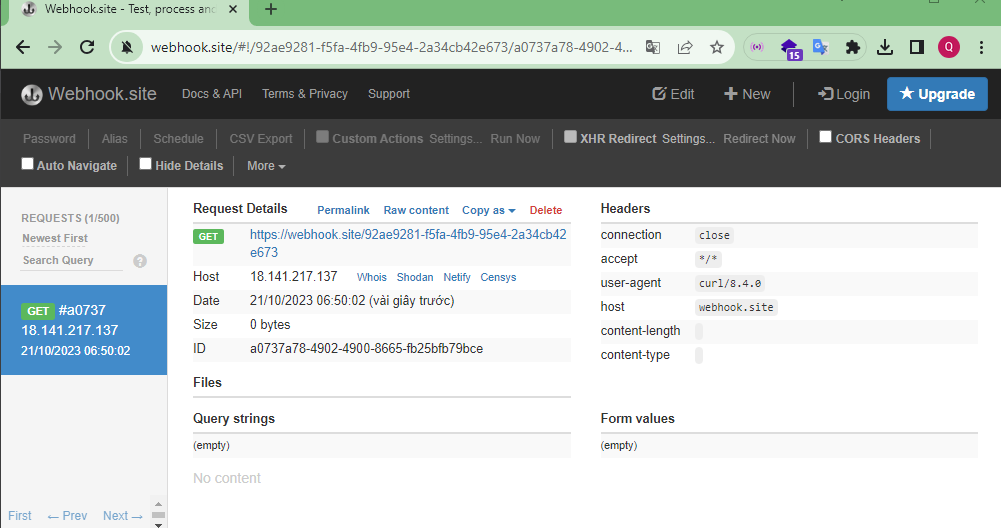 Webhook.site - Test, process and
webhook.site/#!/92ae9281-f5fa-4fb9-95e4-2a34cb42e673/a0737a78-4902-4...
15
Q
Webhook.site Docs & API Terms & Privacy Support Edit New Login Upgrade
Password Alias Schedule CSV Export Custom Actions Settings... Run Now XHR Redirect Settings... Redirect Now CORS Headers
Auto Navigate Hide Details More
REQUESTS (1/500)
Newest First
Search Query
?
GET #a0737
18.141.217.137
21/10/2023 06:50:02
First ← Prev Next →
Request Details Permalink Raw content Copy as Delete
GET https://webhook.site/92ae9281-f5fa-4fb9-95e4-2a34cb42
e673
Host 18.141.217.137 Whois Shodan Netify Censys
Date 21/10/2023 06:50:02 (vài giây trước)
Size 0 bytes
ID a0737a78-4902-4900-8665-fb25bfb79bce
Files
Query strings
(empty)
No content
Headers
connection close
accept */*
user-agent curl/8.4.0
host webhook.site
content-length
content-type
Form values
(empty)